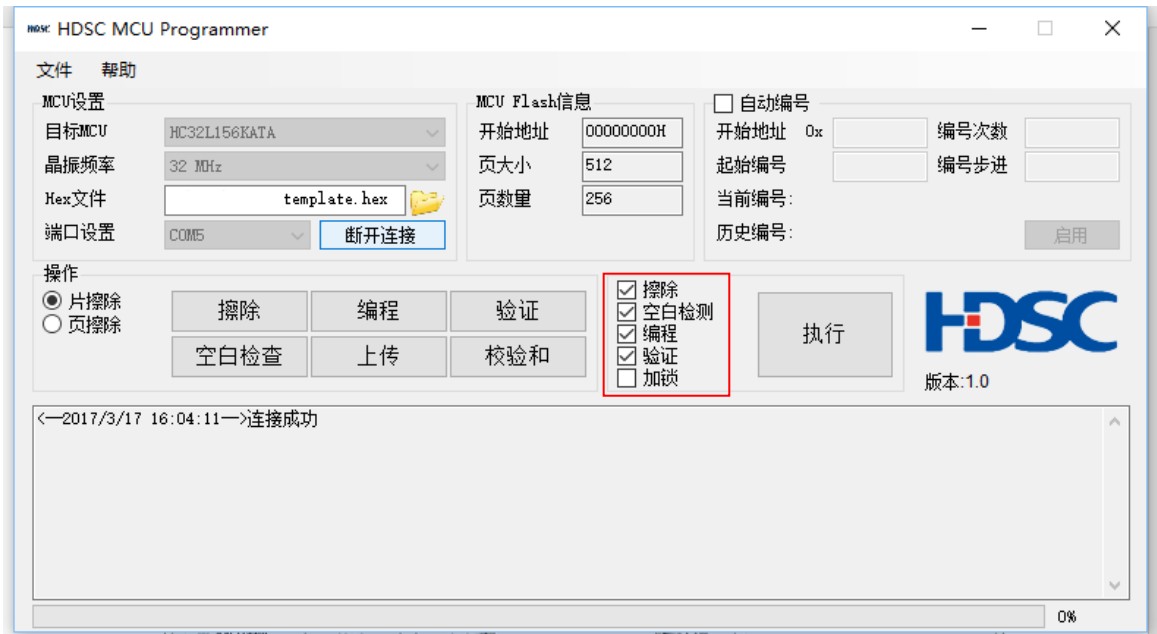 HDSC HDSC MCU Programmer
文件 帮助
MCU设置
目标MCU HC32L156KATA
晶振频率 32 MHz
Hex文件 template.hex
端口设置 COM5 断开连接
MCU Flash信息
开始地址 00000000H
页大小 512
页数量 256
自动编号
开始地址 0x 编号次数
起始编号 编号步进
当前编号:
历史编号: 启用
操作
片擦除
页擦除
擦除 编程 验证
空白检查 上传 校验和
擦除
空白检测
编程
验证
加锁
执行
HDSC
版本:1.0
<—2017/3/17 16:04:11—>连接成功
0%